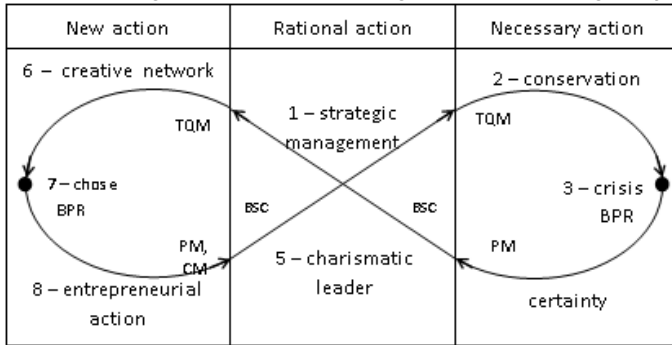 New action
Rational action
Necessary action
6 – creative network
TQM
7 – chose
BPR
PM,
CM
8 – entrepreneurial
action
1 – strategic
management
BSC
BSC
5 – charismatic
leader
2 – conservation
TQM
3 – crisis
BPR
PM
certainty